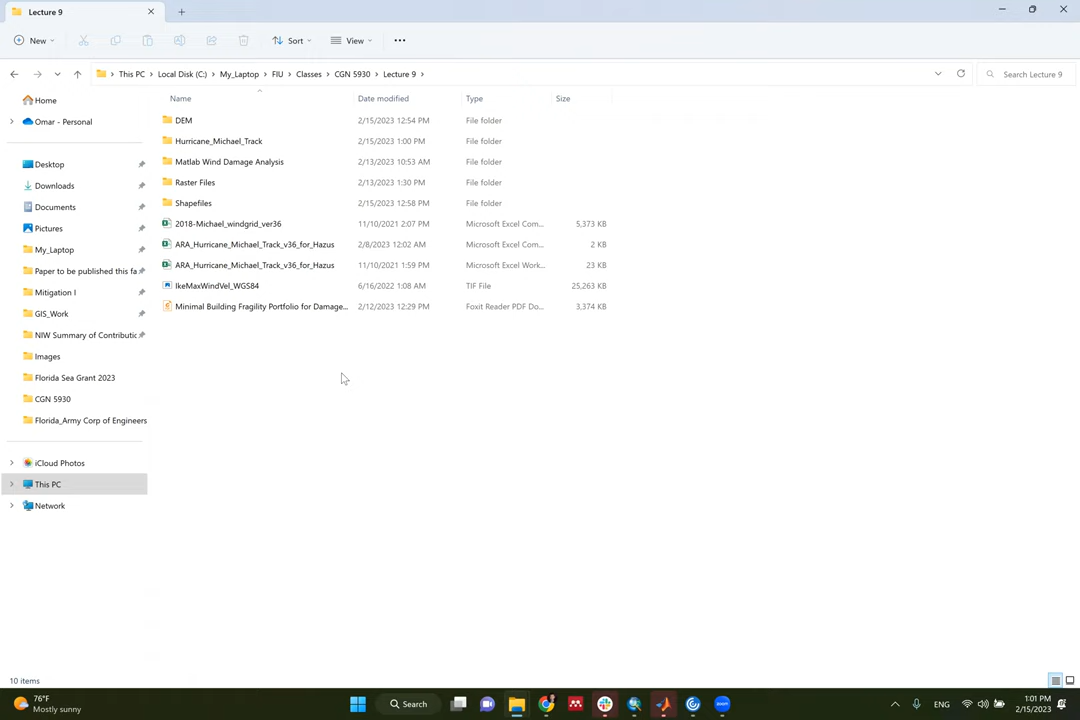 Lecture 9
New
Sort
View
This PC > Local Disk (C:) > My_Laptop > FIU > Classes > CGN 5930 > Lecture 9 >
Search Lecture 9
Name Date modified Type Size
Home
Omar - Personal
Desktop
Downloads
Documents
Pictures
My_Laptop
Paper to be published this fa
Mitigation I
GIS_Work
NIW Summary of Contributic
Images
Florida Sea Grant 2023
CGN 5930
Florida_Army Corp of Engineers
iCloud Photos
This PC
Network
DEM 2/15/2023 12:54 PM File folder
Hurricane_Michael_Track 2/15/2023 1:00 PM File folder
Matlab Wind Damage Analysis 2/13/2023 10:53 AM File folder
Raster Files 2/13/2023 1:30 PM File folder
Shapefiles 2/15/2023 12:58 PM File folder
2018-Michael_windgrid_ver36 11/10/2021 2:07 PM Microsoft Excel Com... 5,373 KB
ARA_Hurricane_Michael_Track_v36_for_Hazus 2/8/2023 12:02 AM Microsoft Excel Com... 2 KB
ARA_Hurricane_Michael_Track_v36_for_Hazus 11/10/2021 1:59 PM Microsoft Excel Work... 23 KB
IkeMaxWindVel_WGS84 6/16/2022 1:08 AM TIF File 25,263 KB
Minimal Building Fragility Portfolio for Damage... 2/12/2023 12:29 PM Foxit Reader PDF Do... 3,374 KB
10 items
76°F
Mostly sunny
Search
zoom
ENG
1:01 PM
2/15/2023